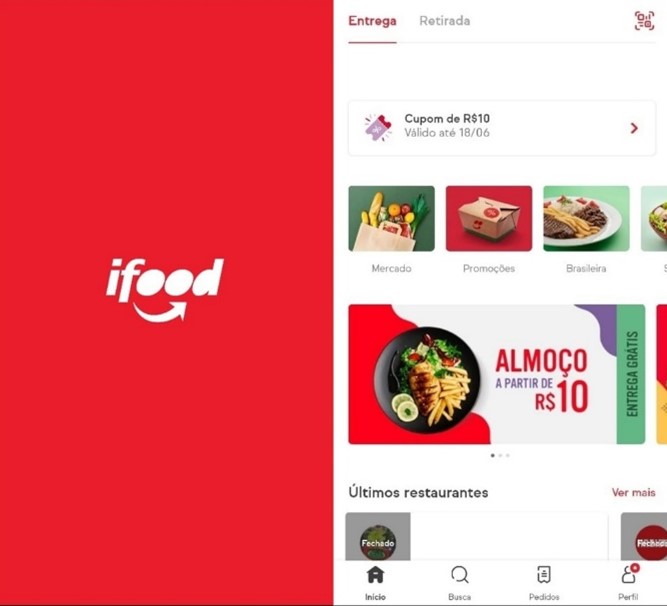 ifood
Entrega Retirada
Cupom de R$10
Válido até 18/06
Mercado Promoções Brasileira
ALMOÇO
A PARTIR DE
R$10
ENTREGA GRÁTIS
Últimos restaurantes Ver mais
Fechado Fechado
Início Busca Pedidos Perfil